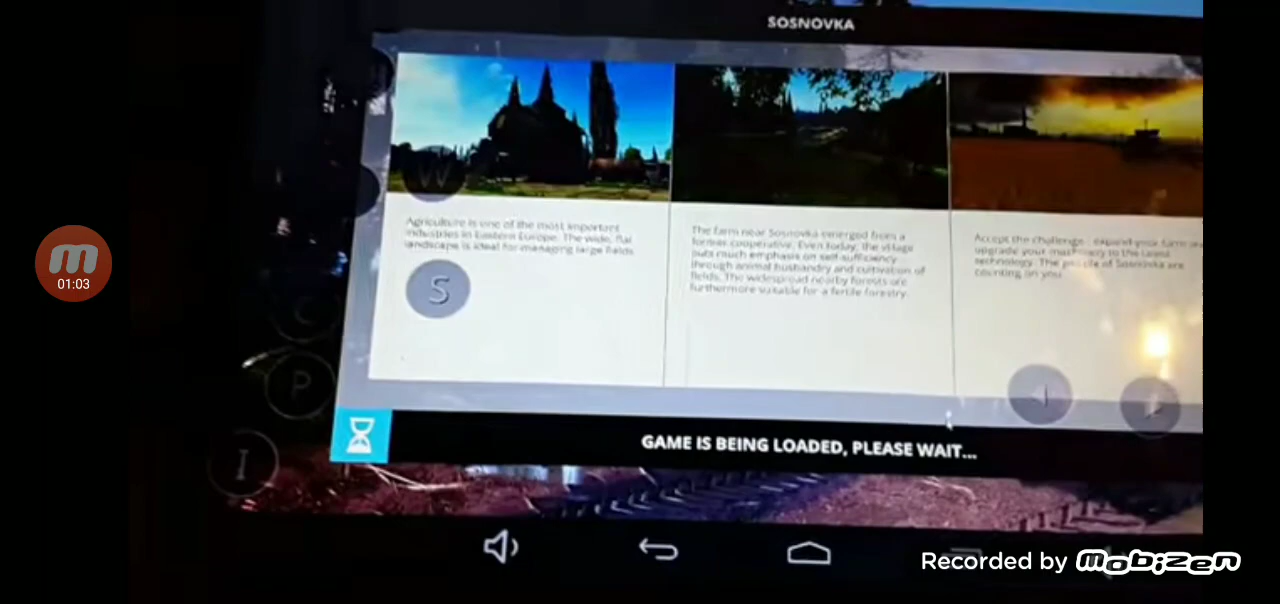 SOSNOVKA
Agriculture is one of the most important
industries in Eastern Europe. The wide, flat
landscape is ideal for managing large fields.
The farm near Sosnovka emerged from a
former cooperative. Even today, the village
puts much emphasis on self-sufficiency
through animal husbandry and cultivation of
fields. The widespread nearby forests are
furthermore suitable for a fertile forestry.
Accept the challenge - expand your farm and
upgrade your machinery to the latest
technology. The people of Sosnovka are
counting on you.
W
S
C
P
I
01:03
GAME IS BEING LOADED, PLEASE WAIT...
Recorded by Mobizen